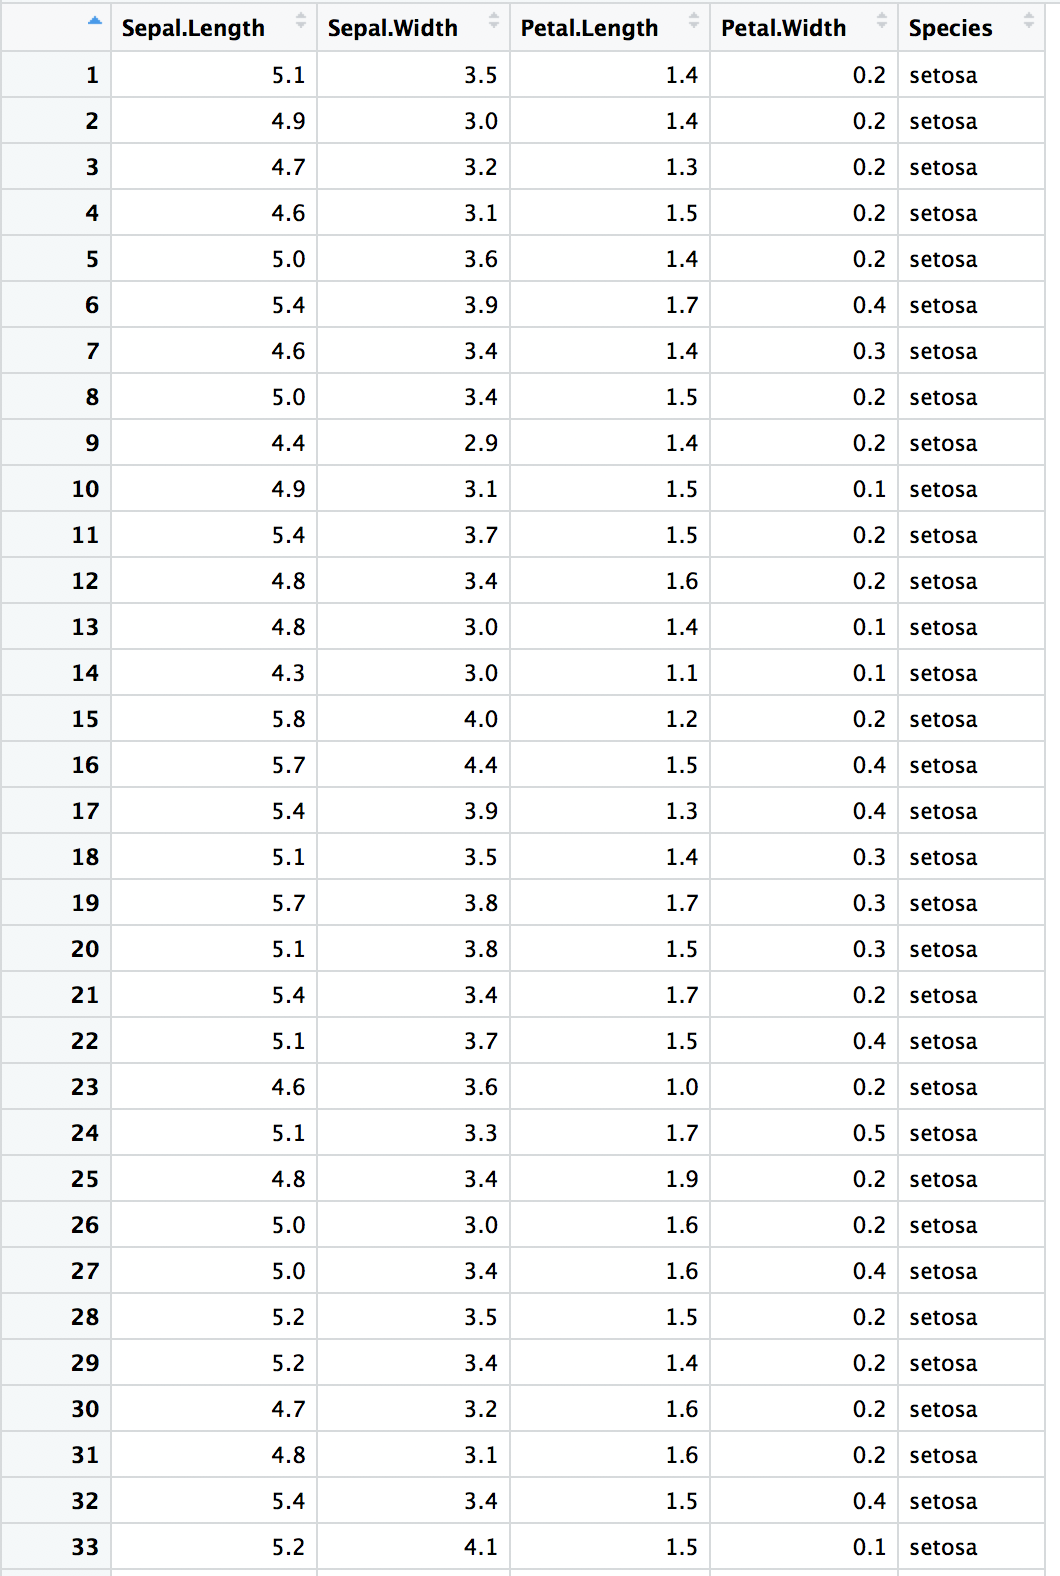 Sepal.Length Sepal.Width Petal.Length Petal.Width Species
1 5.1 3.5 1.4 0.2 setosa
2 4.9 3.0 1.4 0.2 setosa
3 4.7 3.2 1.3 0.2 setosa
4 4.6 3.1 1.5 0.2 setosa
5 5.0 3.6 1.4 0.2 setosa
6 5.4 3.9 1.7 0.4 setosa
7 4.6 3.4 1.4 0.3 setosa
8 5.0 3.4 1.5 0.2 setosa
9 4.4 2.9 1.4 0.2 setosa
10 4.9 3.1 1.5 0.1 setosa
11 5.4 3.7 1.5 0.2 setosa
12 4.8 3.4 1.6 0.2 setosa
13 4.8 3.0 1.4 0.1 setosa
14 4.3 3.0 1.1 0.1 setosa
15 5.8 4.0 1.2 0.2 setosa
16 5.7 4.4 1.5 0.4 setosa
17 5.4 3.9 1.3 0.4 setosa
18 5.1 3.5 1.4 0.3 setosa
19 5.7 3.8 1.7 0.3 setosa
20 5.1 3.8 1.5 0.3 setosa
21 5.4 3.4 1.7 0.2 setosa
22 5.1 3.7 1.5 0.4 setosa
23 4.6 3.6 1.0 0.2 setosa
24 5.1 3.3 1.7 0.5 setosa
25 4.8 3.4 1.9 0.2 setosa
26 5.0 3.0 1.6 0.2 setosa
27 5.0 3.4 1.6 0.4 setosa
28 5.2 3.5 1.5 0.2 setosa
29 5.2 3.4 1.4 0.2 setosa
30 4.7 3.2 1.6 0.2 setosa
31 4.8 3.1 1.6 0.2 setosa
32 5.4 3.4 1.5 0.4 setosa
33 5.2 4.1 1.5 0.1 setosa